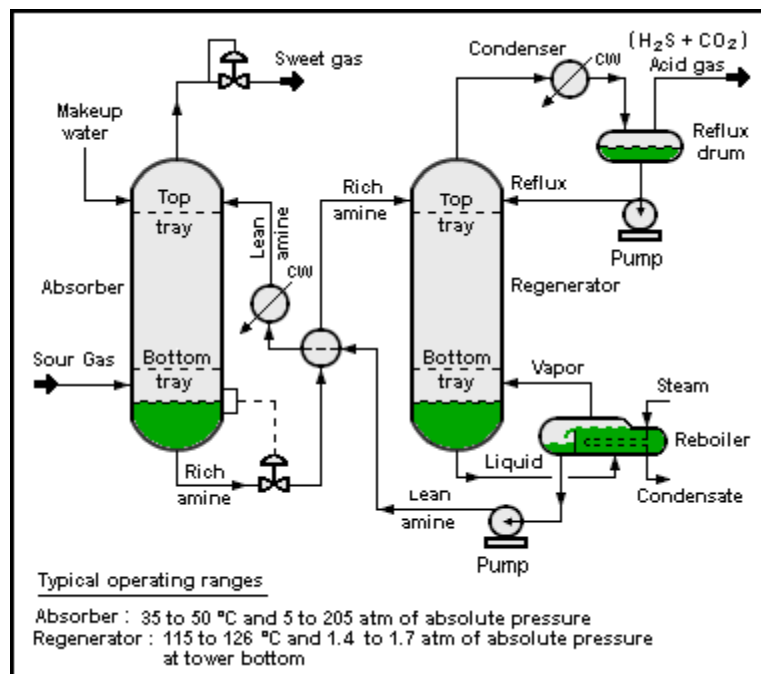 Sweet gas
Makeup
water
Top
tray
Lean
amine
CW
Absorber
Sour Gas
Bottom
tray
Rich
amine
Condenser
CW
(H₂S + CO₂)
Acid gas
Reflux
drum
Rich
amine
Reflux
Top
tray
Pump
Regenerator
Bottom
tray
Vapor
Steam
Reboiler
Liquid
Condensate
Lean
amine
Pump
Typical operating ranges
Absorber : 35 to 50 ºC and 5 to 205 atm of absolute pressure
Regenerator : 115 to 126 ºC and 1.4 to 1.7 atm of absolute pressure
at tower bottom